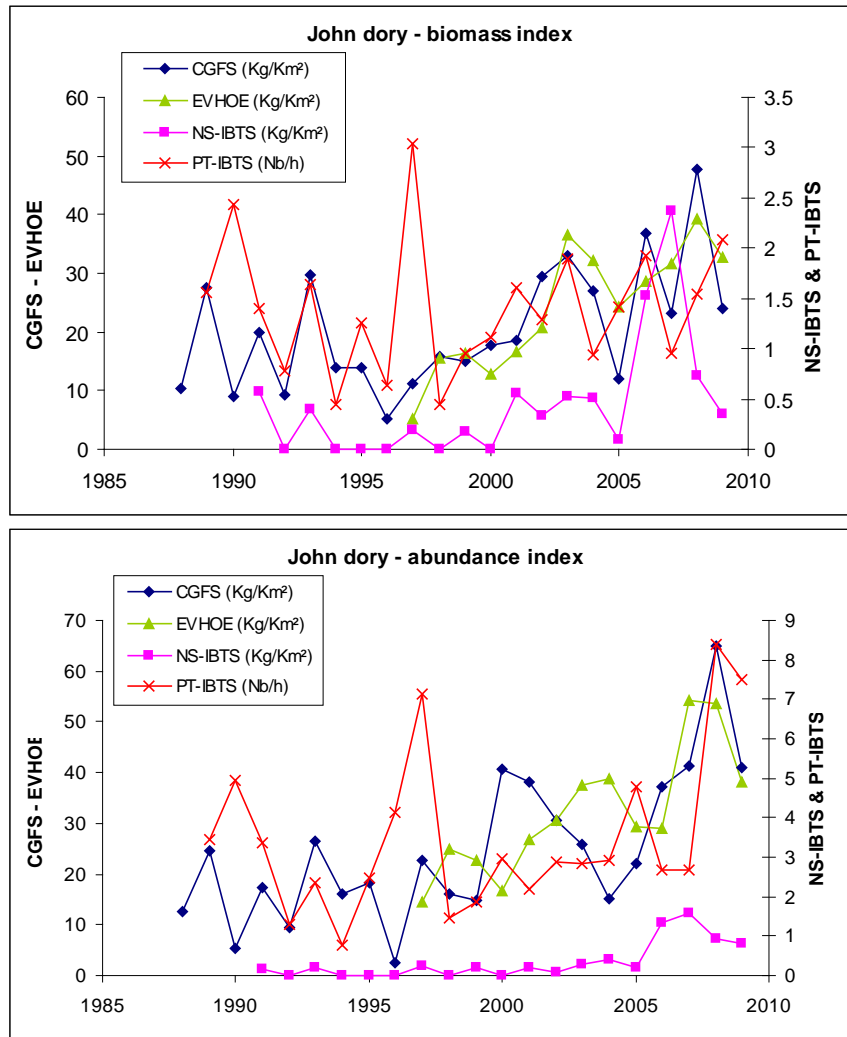 John dory - biomass index
CGFS (Kg/Km²)
EVHOE (Kg/Km²)
NS-IBTS (Kg/Km²)
PT-IBTS (Nb/h)
CGFS - EVHOE
60
50
40
30
20
10
0
3.5
3
2.5
2
1.5
1
0.5
0
NS-IBTS & PT-IBTS
1985 1990 1995 2000 2005 2010
John dory - abundance index
CGFS (Kg/Km²)
EVHOE (Kg/Km²)
NS-IBTS (Kg/Km²)
PT-IBTS (Nb/h)
CGFS - EVHOE
70
60
50
40
30
20
10
0
9
8
7
6
5
4
3
2
1
0
NS-IBTS & PT-IBTS
1985 1990 1995 2000 2005 2010